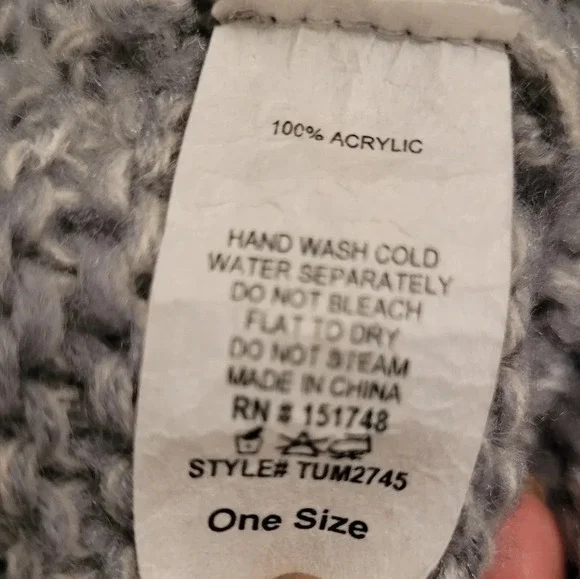 100% ACRYLIC
HAND WASH COLD
WATER SEPARATELY
DO NOT BLEACH
FLAT TO DRY
DO NOT STEAM
MADE IN CHINA
RN # 151748
STYLE# TUM2745
One Size